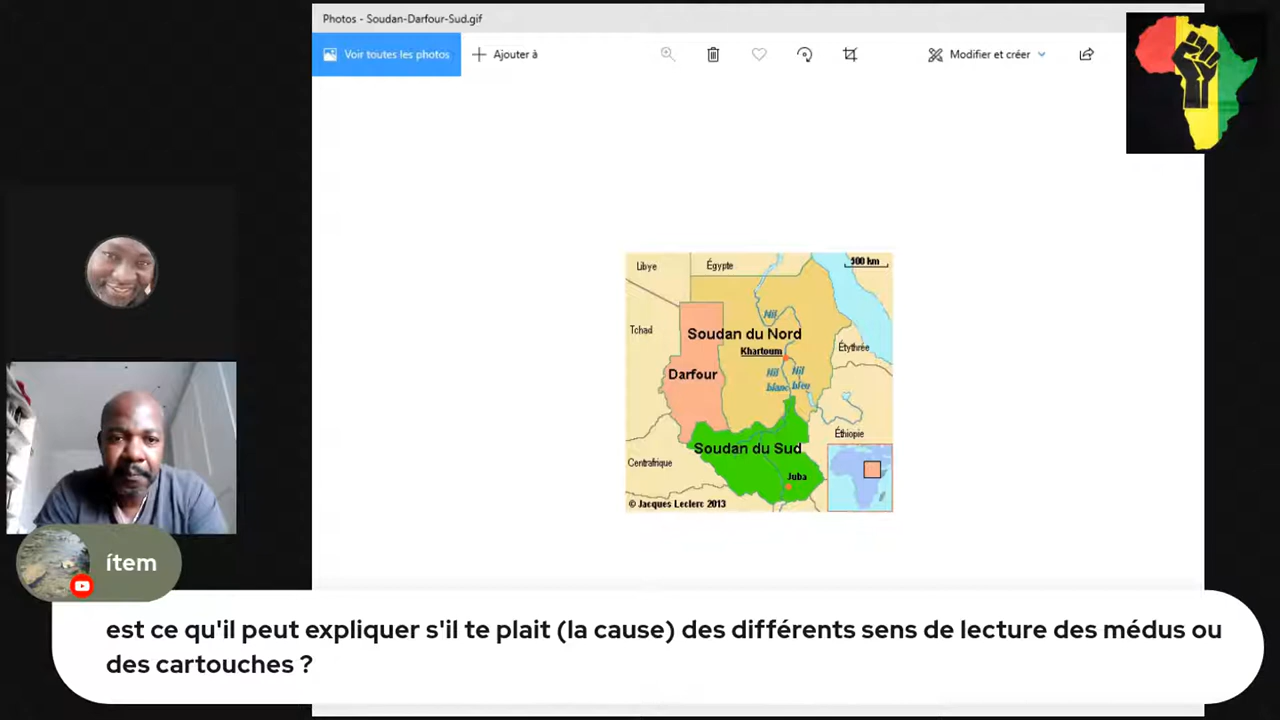 Photos - Soudan-Darfour-Sud.gif
Voir toutes les photos
Ajouter à
Modifier et créer
Libye
Égypte
500 km
Tchad
Nil
Soudan du Nord
Khartoum
Étythrée
Darfour
Nil blanc
Nil bleu
Éthiopie
Soudan du Sud
Centrafrique
Juba
© Jacques Leclerc 2013
ítem
est ce qu'il peut expliquer s'il te plait (la cause) des différents sens de lecture des médus ou
des cartouches ?